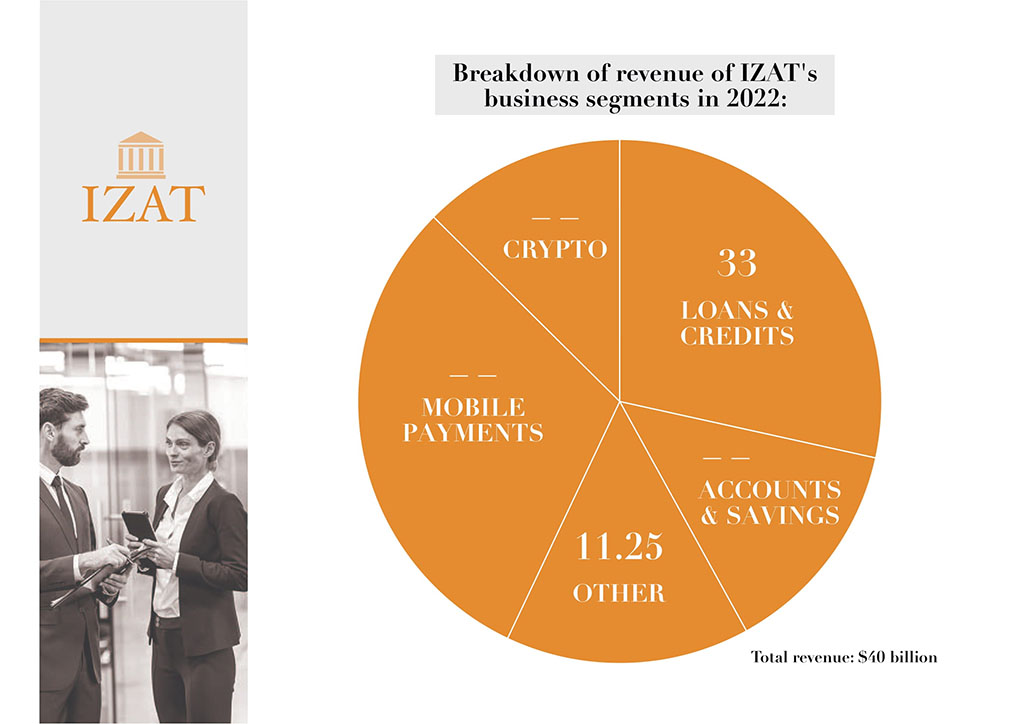 IZAT
Breakdown of revenue of IZAT's
business segments in 2022:
— —
CRYPTO
33
LOANS &
CREDITS
— —
MOBILE
PAYMENTS
— —
ACCOUNTS
& SAVINGS
11.25
OTHER
Total revenue: $40 billion